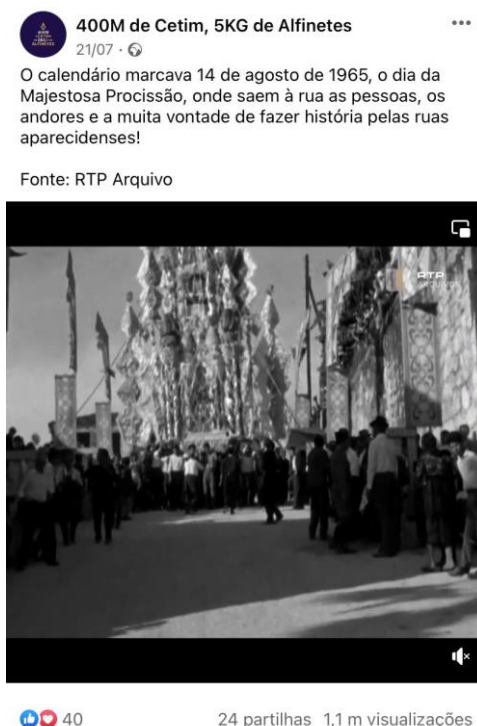 400M de Cetim, 5KG de Alfinetes
21/07 ·
O calendário marcava 14 de agosto de 1965, o dia da
Majestosa Procissão, onde saem à rua as pessoas, os
andores e a muita vontade de fazer história pelas ruas
aparecidenses!
Fonte: RTP Arquivo
RTP
ARQUIVOS
40
24 partilhas 1,1 m visualizações